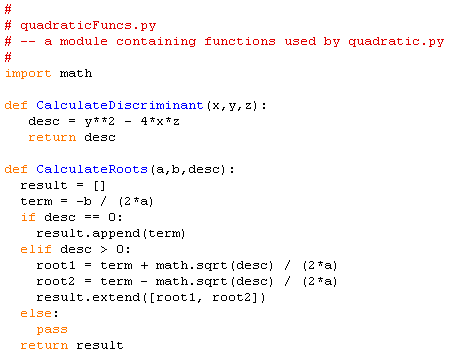 #
# quadraticFuncs.py
# -- a module containing functions used by quadratic.py
#
import math

def CalculateDiscriminant(x,y,z):
   desc = y**2 - 4*x*z
   return desc

def CalculateRoots(a,b,desc):
  result = []
  term = -b / (2*a)
  if desc == 0:
    result.append(term)
  elif desc > 0:
    root1 = term + math.sqrt(desc) / (2*a)
    root2 = term - math.sqrt(desc) / (2*a)
    result.extend([root1, root2])
  else:
    pass
  return result